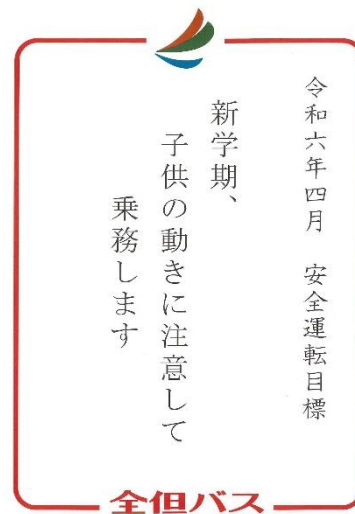 令和六年四月　安全運転目標
新学期、
子供の動きに注意して
乗務します
全但バス